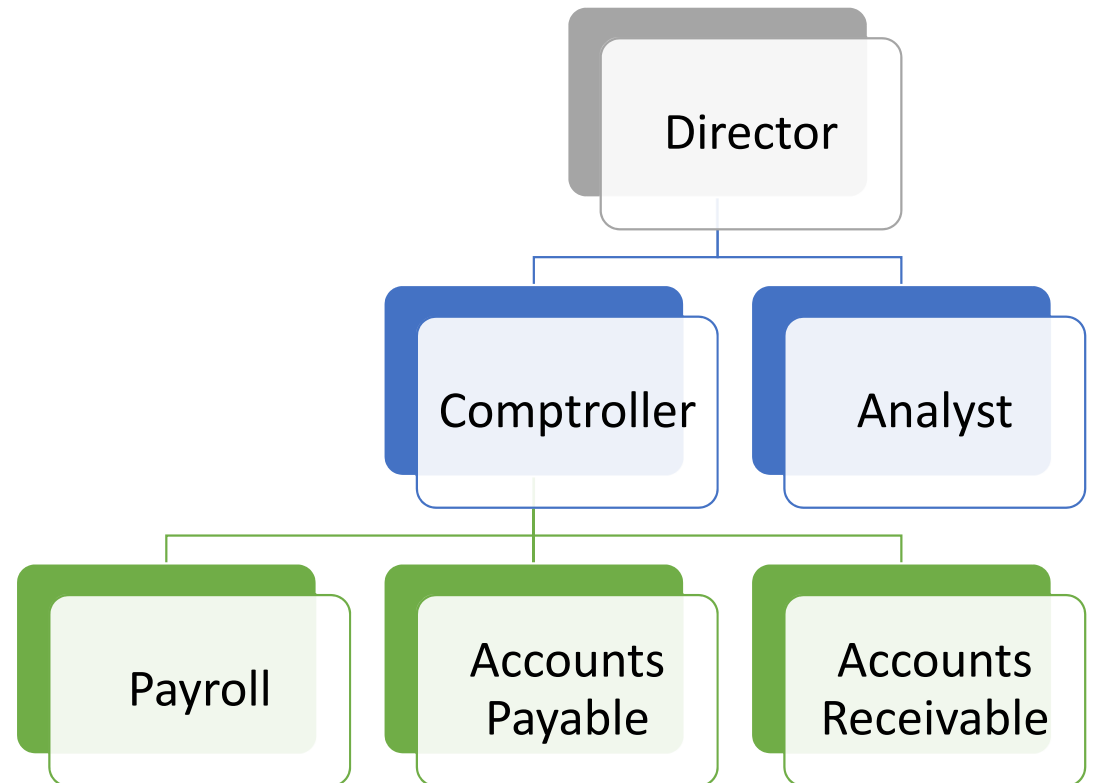 Director
Comptroller
Analyst
Payroll
Accounts
Payable
Accounts
Receivable